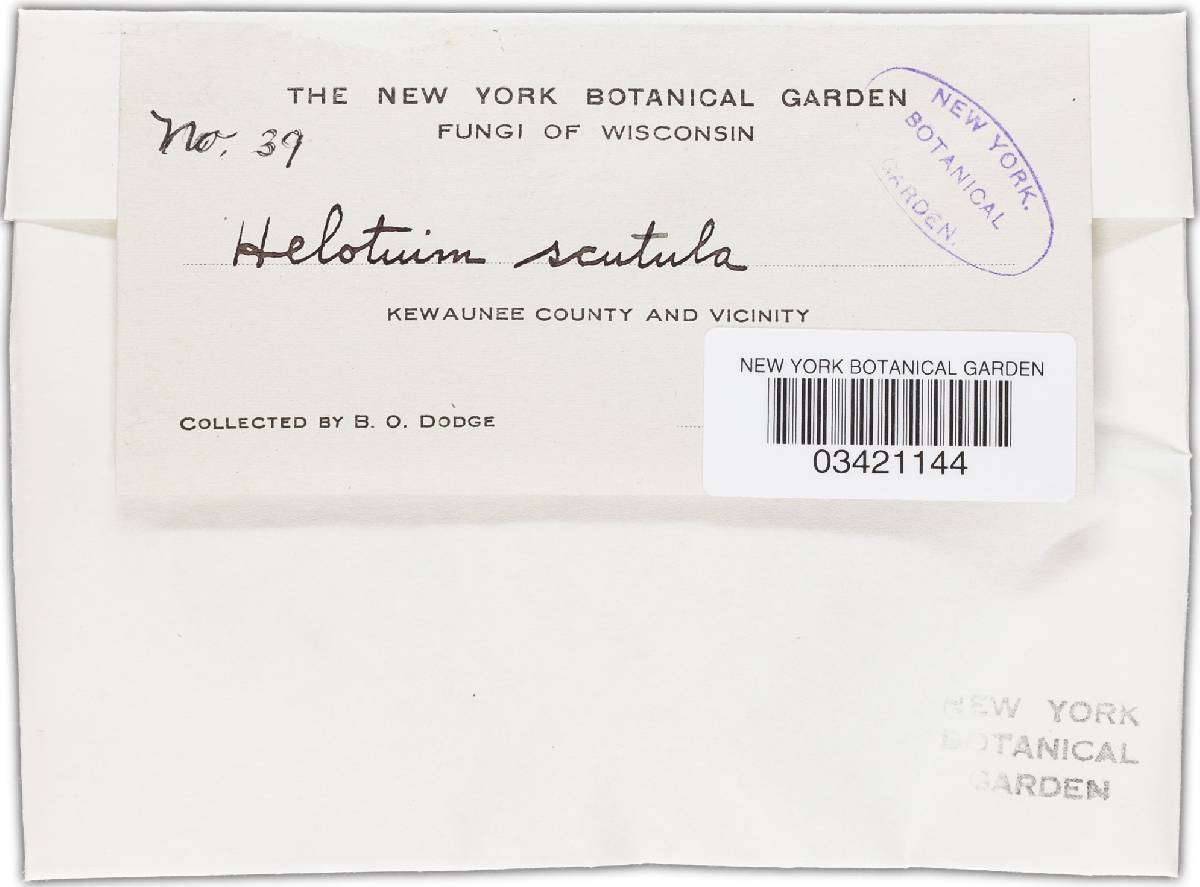 THE NEW YORK BOTANICAL GARDEN
FUNGI OF WISCONSIN
No. 39
NEW YORK.
BOTANICAL
GARDEN.
Helotuim scutula
KEWAUNEE COUNTY AND VICINITY
COLLECTED BY B. O. DODGE
NEW YORK BOTANICAL GARDEN
03421144
NEW YORK
BOTANICAL
GARDEN